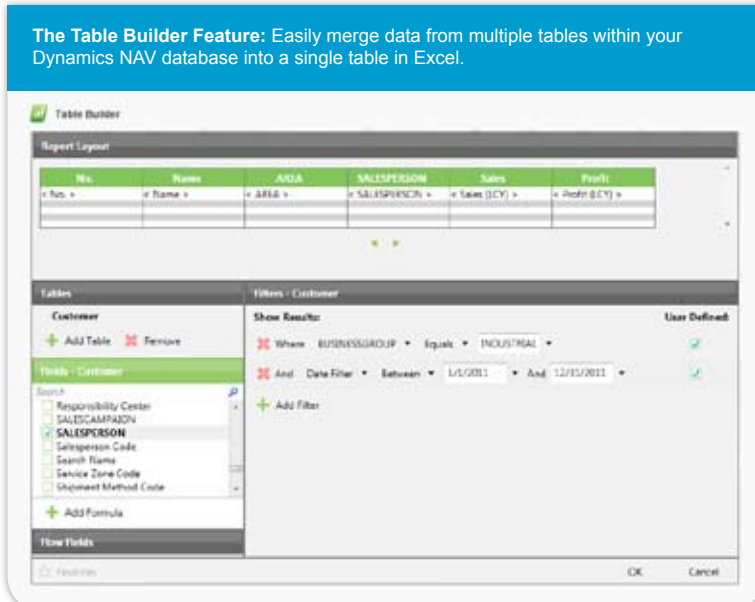 The Table Builder Feature: Easily merge data from multiple tables within your
Dynamics NAV database into a single table in Excel.
Table Builder
Report Layout
No. Name AREA SALESPERSON Sales Profit
< No. > < Name > < AREA > < SALESPERSON > < Sales (LCY) > < Profit (LCY) >
Tables
Customer
Add Table Remove
Fields - Customer
Search
Responsibility Center
SALESCAMPAIGN
SALESPERSON
Salesperson Code
Search Name
Service Zone Code
Shipment Method Code
Add Formula
Flow Fields
Favorites
Filters - Customer
Show Results: User Defined:
Where BUSINESSGROUP Equals INDUSTRIAL
And Date Filter Between 1/1/2011 And 12/31/2011
Add Filter
OK Cancel